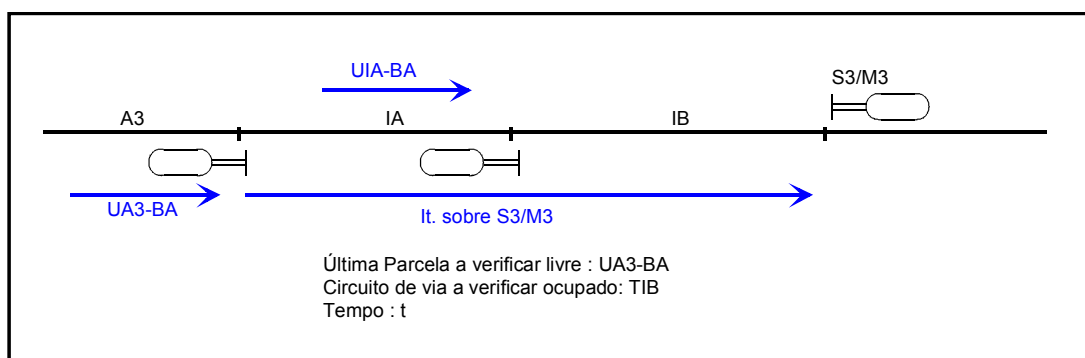 UIA-BA
S3/M3
A3
IA
IB
UA3-BA
It. sobre S3/M3
Última Parcela a verificar livre : UA3-BA
Circuito de via a verificar ocupado: TIB
Tempo : t